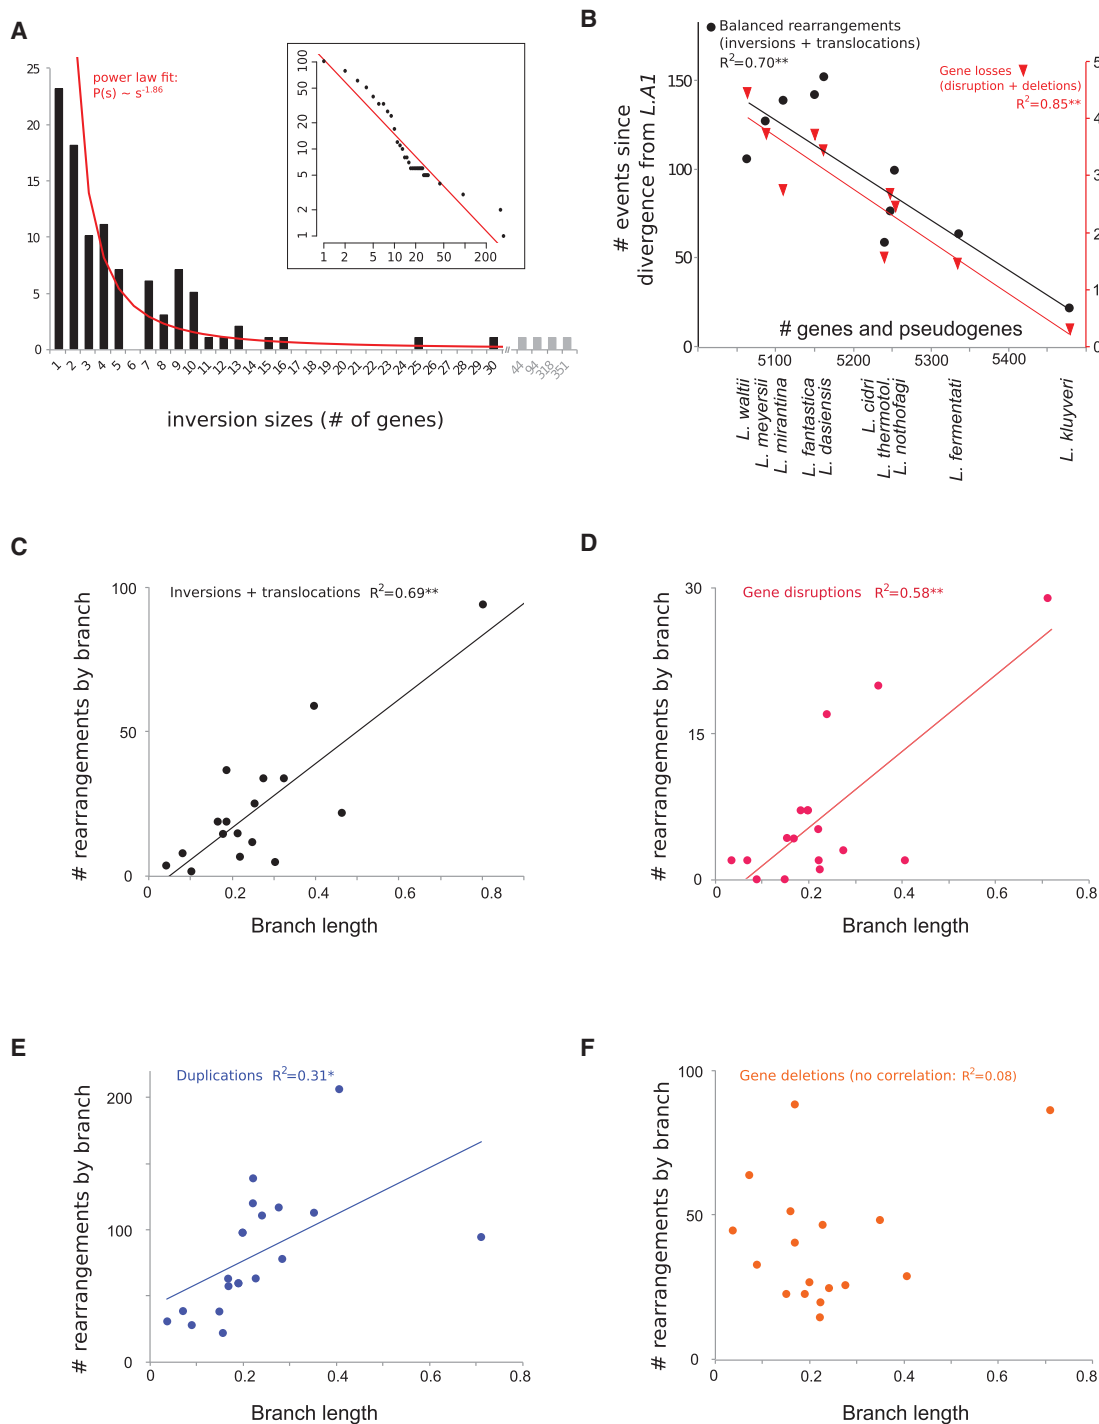 A
power law fit:
P(s) ~ s-1.86
25
20
15
10
5
0
1 2 3 4 5 7 8 9 10 11 12 13 15 16 17 18 19 20 21 22 23 24 25 27 28 29 30 44 94 318 351
inversion sizes (# of genes)
100
50
20
10
5
2
1
1 2 5 10 20 50 200
B
Balanced rearrangements
(inversions + translocations)
R2=0.70**
Gene losses
(disruption + deletions)
R2=0.85**
# events since
divergence from L.A1
150
100
50
0
5
4
3
2
1
0
# genes and pseudogenes
5100 5200 5300 5400
L. waltii
L. meyersii
L. mirantina
L. fantastica
L. dasiensis
L. cidri
L. thermotol.
L. nothofagi
L. fermentati
L. kluyveri
C
Inversions + translocations R2=0.69**
# rearrangements by branch
100
50
0
0 0.2 0.4 0.6 0.8
Branch length
D
Gene disruptions R2=0.58**
# rearrangements by branch
30
15
0
0 0.2 0.4 0.6 0.8
Branch length
E
Duplications R2=0.31*
# rearrangements by branch
200
100
0
0 0.2 0.4 0.6 0.8
Branch length
F
Gene deletions (no correlation: R2=0.08)
# rearrangements by branch
100
50
0
0 0.2 0.4 0.6 0.8
Branch length